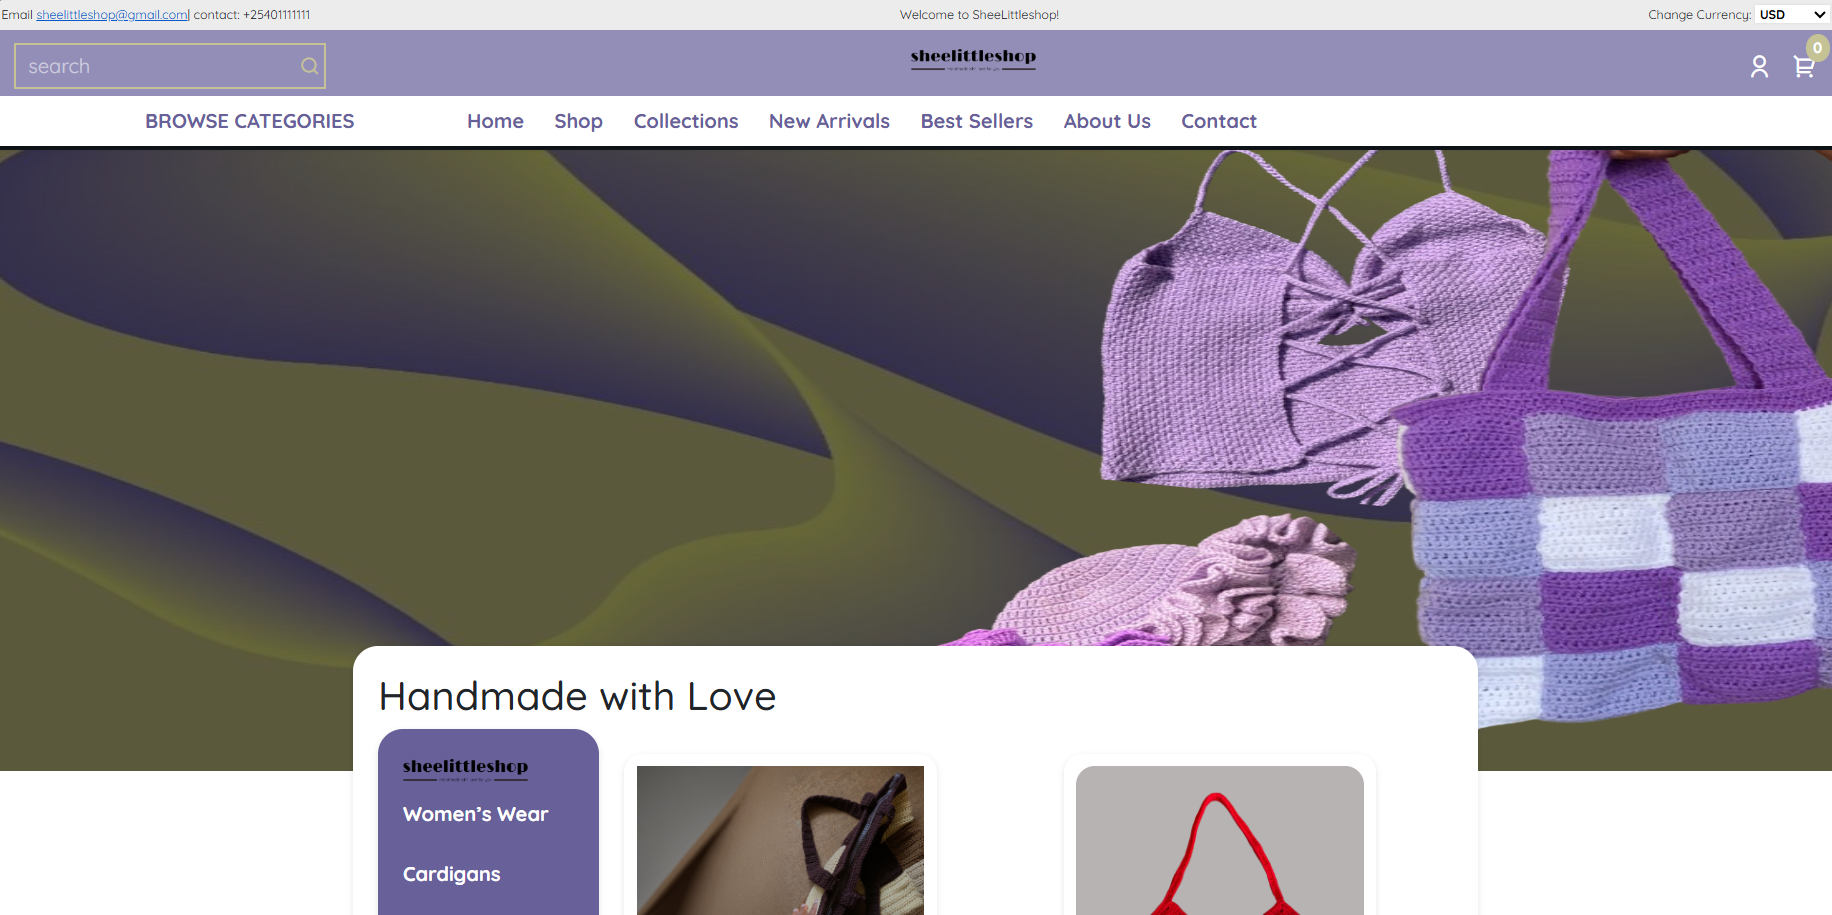 Email sheelittleshop@gmail.com| contact: +25401111111
Welcome to SheeLittleshop!
Change Currency: USD
search
sheelittleshop
0
BROWSE CATEGORIES
Home Shop Collections New Arrivals Best Sellers About Us Contact
Handmade with Love
sheelittleshop
Women’s Wear
Cardigans